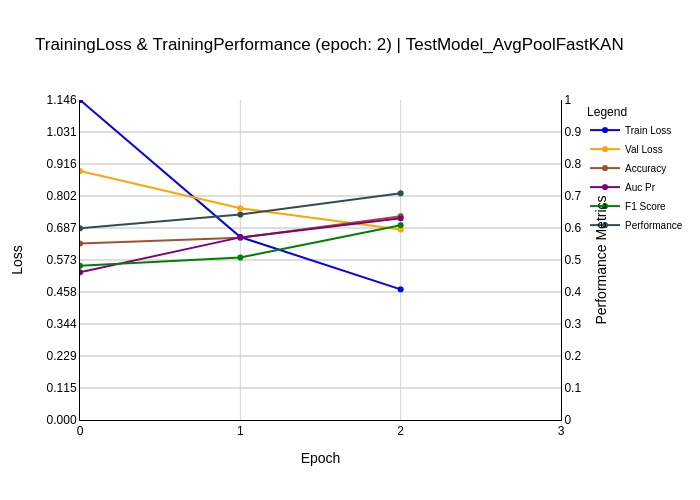 TrainingLoss & TrainingPerformance (epoch: 2) | TestModel_AvgPoolFastKAN
1.146
1.031
0.916
0.802
0.687
0.573
0.458
0.344
0.229
0.115
0.000
Loss
0
1
2
3
Epoch
1
0.9
0.8
0.7
0.6
0.5
0.4
0.3
0.2
0.1
0
Performance Metrics
Legend
Train Loss
Val Loss
Accuracy
Auc Pr
F1 Score
Performance